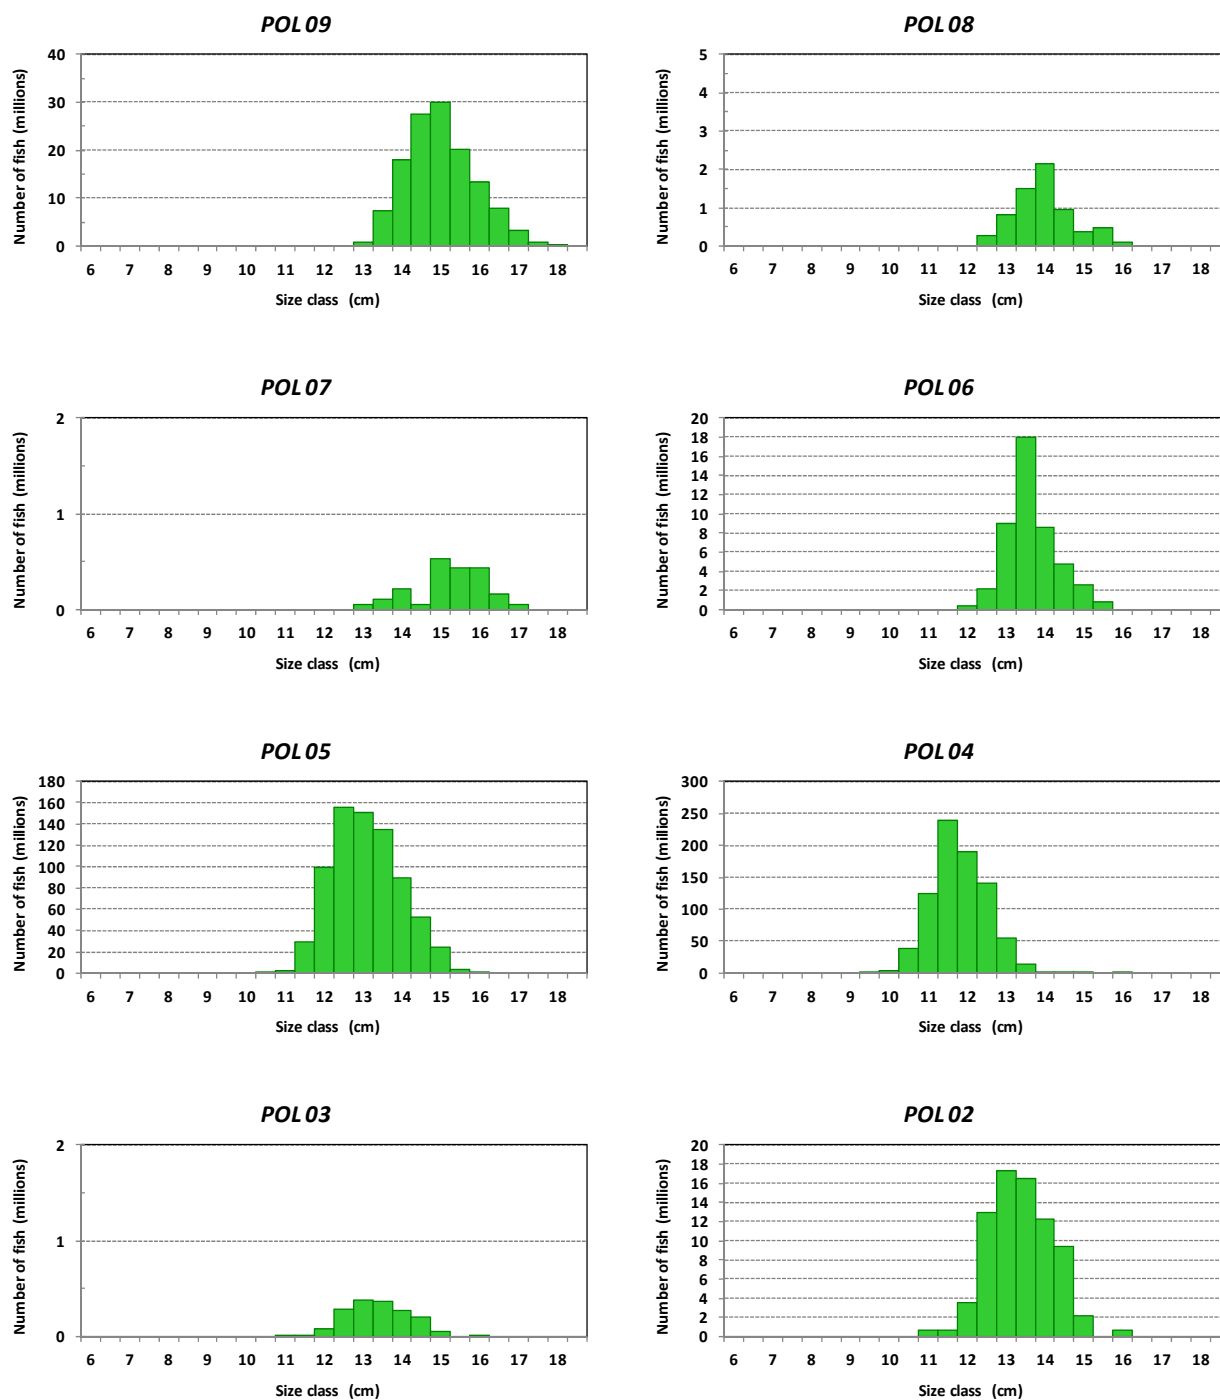 POL09
Number of fish (millions)
40
30
20
10
0
6 7 8 9 10 11 12 13 14 15 16 17 18
Size class (cm)
POL08
Number of fish (millions)
5
4
3
2
1
0
6 7 8 9 10 11 12 13 14 15 16 17 18
Size class (cm)
POL07
Number of fish (millions)
2
1
0
6 7 8 9 10 11 12 13 14 15 16 17 18
Size class (cm)
POL06
Number of fish (millions)
20
18
16
14
12
10
8
6
4
2
0
6 7 8 9 10 11 12 13 14 15 16 17 18
Size class (cm)
POL05
Number of fish (millions)
180
160
140
120
100
80
60
40
20
0
6 7 8 9 10 11 12 13 14 15 16 17 18
Size class (cm)
POL04
Number of fish (millions)
300
250
200
150
100
50
0
6 7 8 9 10 11 12 13 14 15 16 17 18
Size class (cm)
POL03
Number of fish (millions)
2
1
0
6 7 8 9 10 11 12 13 14 15 16 17 18
Size class (cm)
POL02
Number of fish (millions)
20
18
16
14
12
10
8
6
4
2
0
6 7 8 9 10 11 12 13 14 15 16 17 18
Size class (cm)